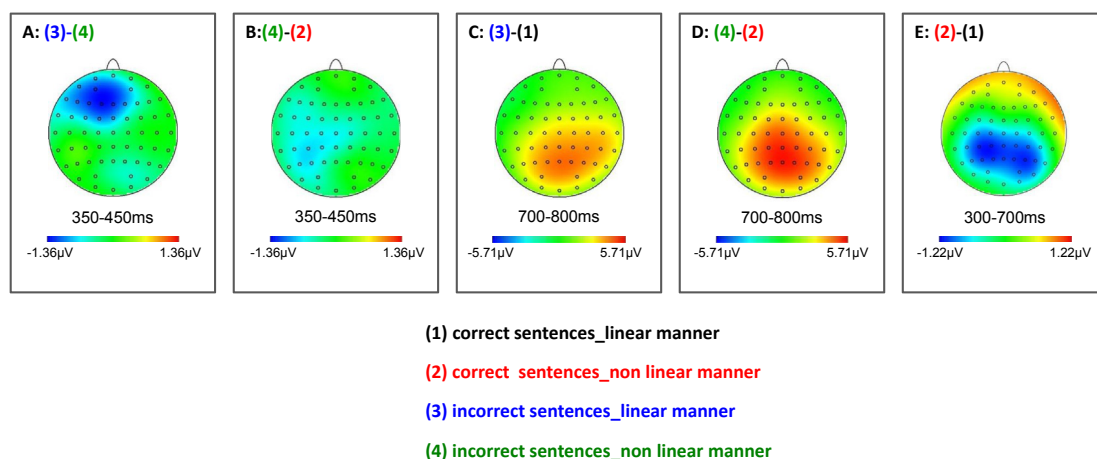 A: (3)-(4)
B:(4)-(2)
C: (3)-(1)
D: (4)-(2)
E: (2)-(1)
350-450ms
350-450ms
700-800ms
700-800ms
300-700ms
-1.36µV 1.36µV
-1.36µV 1.36µV
-5.71µV 5.71µV
-5.71µV 5.71µV
-1.22µV 1.22µV
(1) correct sentences_linear manner
(2) correct sentences_non linear manner
(3) incorrect sentences_linear manner
(4) incorrect sentences_non linear manner